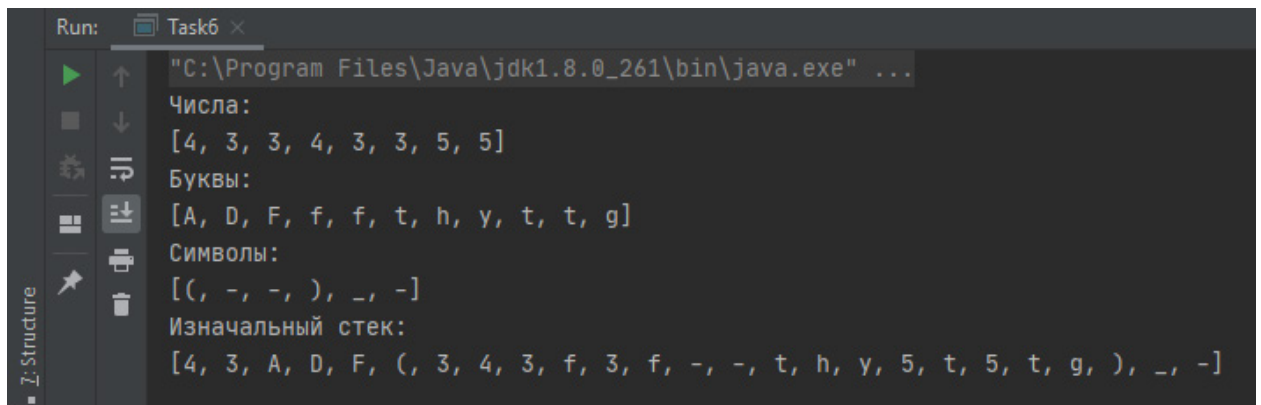 Run: Task6 ×
"C:\Program Files\Java\jdk1.8.0_261\bin\java.exe" ...
Числа:
[4, 3, 3, 4, 3, 3, 5, 5]
Буквы:
[A, D, F, f, f, t, h, y, t, t, g]
Символы:
[(, -, -, ), _, -]
Изначальный стек:
[4, 3, A, D, F, (, 3, 4, 3, f, 3, f, -, -, t, h, y, 5, t, 5, t, g, ), _, -]
7: Structure